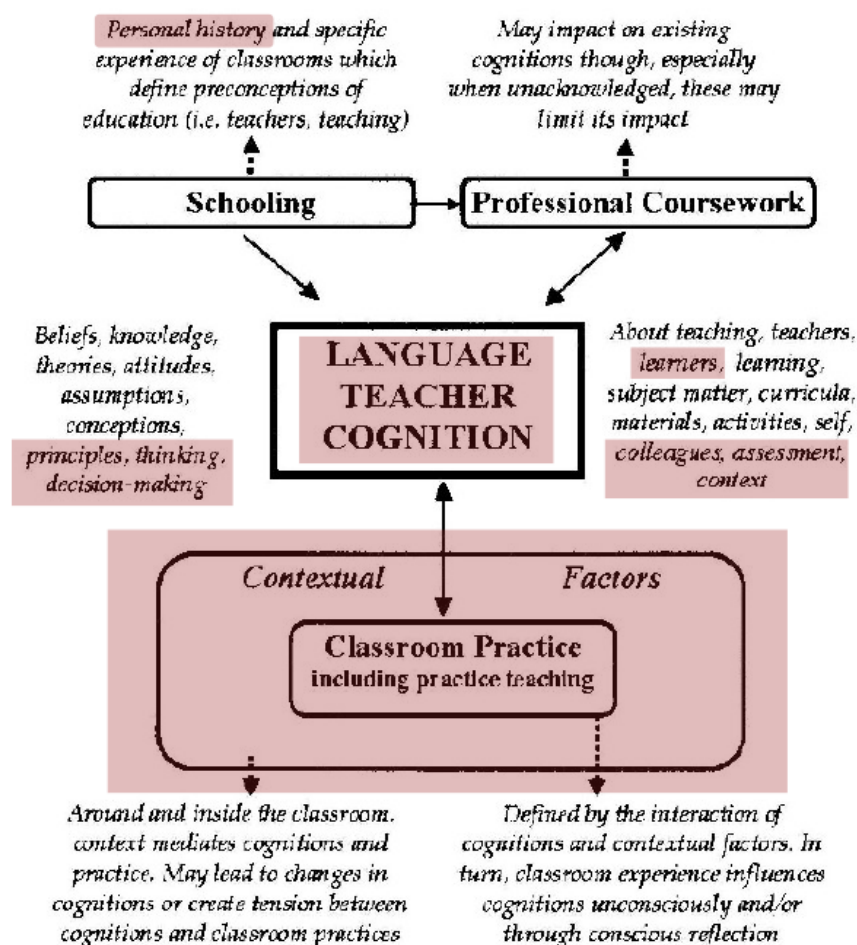 Personal history and specific
experience of classrooms which
define preconceptions of
education (i.e. teachers, teaching)
May impact on existing
cognitions though, especially
when unacknowledged, these may
limit its impact
Schooling
Professional Coursework
Beliefs, knowledge,
theories, attitudes,
assumptions,
conceptions,
principles, thinking,
decision-making
LANGUAGE
TEACHER
COGNITION
About teaching, teachers,
learners, learning,
subject matter, curricula,
materials, activities, self,
colleagues, assessment,
context
Contextual Factors
Classroom Practice
including practice teaching
Around and inside the classroom,
context mediates cognitions and
practice. May lead to changes in
cognitions or create tension between
cognitions and classroom practices
Defined by the interaction of
cognitions and contextual factors. In
turn, classroom experience influences
cognitions unconsciously and/or
through conscious reflection